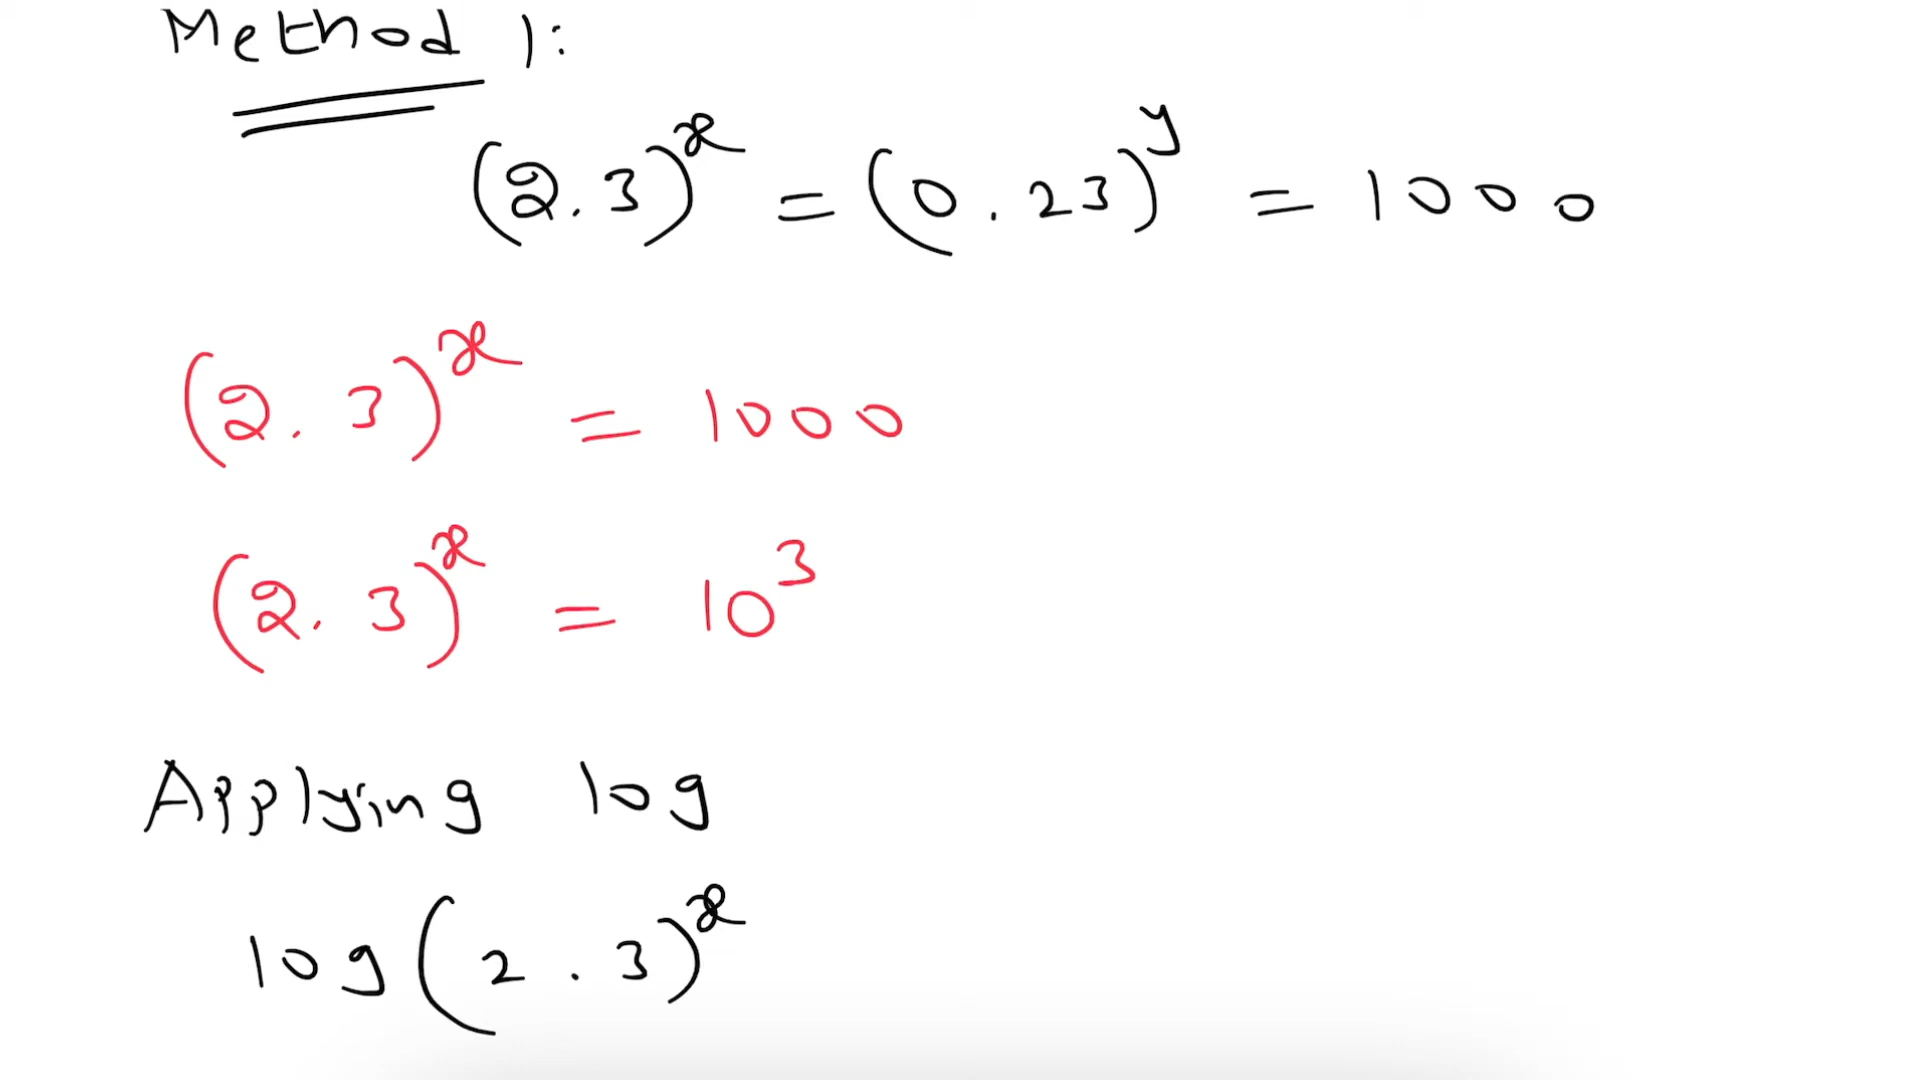 Method 1:
(2.3)^x = (0.23)^y = 1000
(2.3)^x = 1000
(2.3)^x = 10^3
Applying log
log(2.3)^x